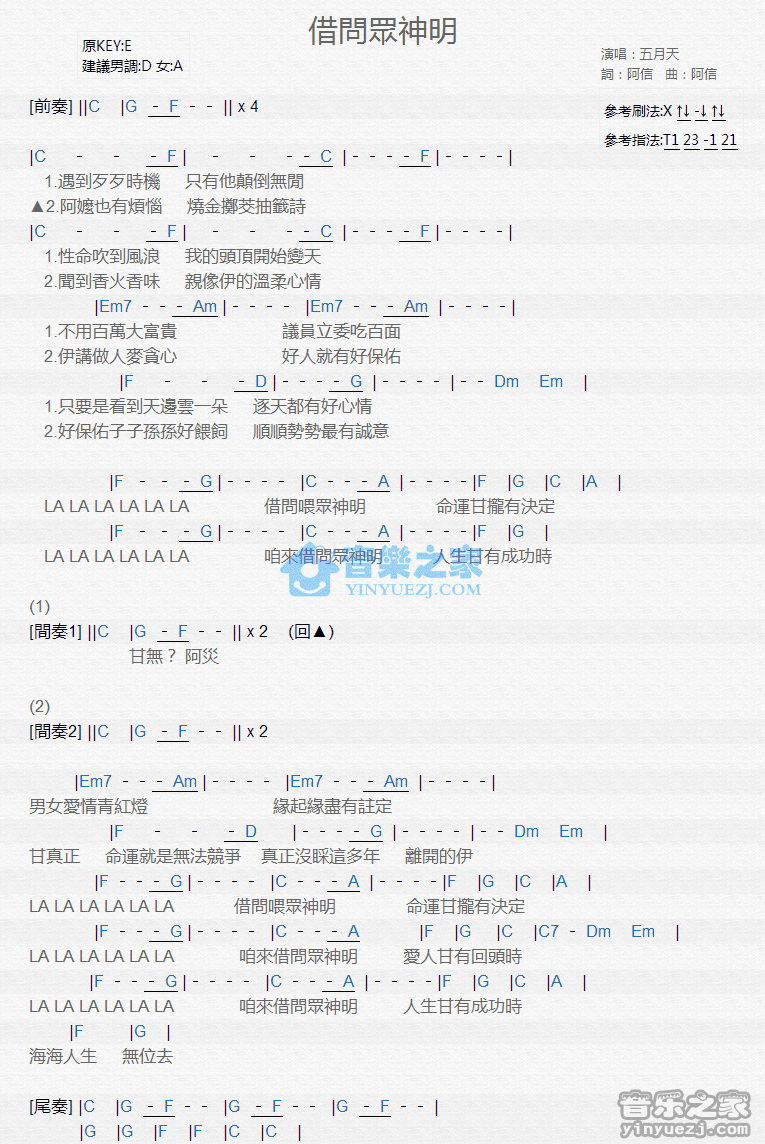 借問眾神明
原KEY:E
建議男調:D 女:A
演唱：五月天
詞：阿信 曲：阿信
參考刷法:X ↑↓ -↓ ↑↓
參考指法:T1 23 -1 21
[前奏] ||C |G - F - - || x 4
|C - - - F | - - - - C | - - - - F | - - - - |
1.遇到歹歹時機 只有他顛倒無閒
▲2.阿嬤也有煩惱 燒金擲茭抽籤詩
|C - - - F | - - - - C | - - - - F | - - - - |
1.性命吹到風浪 我的頭頂開始變天
2.聞到香火香味 親像伊的溫柔心情
|Em7 - - - Am | - - - - |Em7 - - - Am | - - - - |
1.不用百萬大富貴 議員立委吃百面
2.伊講做人麥貪心 好人就有好保佑
|F - - - D | - - - - G | - - - - | - - Dm Em |
1.只要是看到天邊雲一朵 逐天都有好心情
2.好保佑子子孫孫好餵飼 順順勢勢最有誠意
|F - - - G | - - - - |C - - - A | - - - - |F |G |C |A |
LA LA LA LA LA LA 借問喂眾神明 命運甘攏有決定
|F - - - G | - - - - |C - - - A | - - - - |F |G |
LA LA LA LA LA LA 咱來借問眾神明 人生甘有成功時
音樂之家
YINYUEZJ.COM
(1)
[間奏1] ||C |G - F - - || x 2 (回▲)
甘無？ 阿災
(2)
[間奏2] ||C |G - F - - || x 2
|Em7 - - - Am | - - - - |Em7 - - - Am | - - - - |
男女愛情青紅燈 緣起緣盡有註定
|F - - - D | - - - - G | - - - - | - - Dm Em |
甘真正 命運就是無法競爭 真正沒睬這多年 離開的伊
|F - - - G | - - - - |C - - - A | - - - - |F |G |C |A |
LA LA LA LA LA LA 借問喂眾神明 命運甘攏有決定
|F - - - G | - - - - |C - - - A |F |G |C |C7 - Dm Em |
LA LA LA LA LA LA 咱來借問眾神明 愛人甘有回頭時
|F - - - G | - - - - |C - - - A | - - - - |F |G |C |A |
LA LA LA LA LA LA 咱來借問眾神明 人生甘有成功時
|F |G |
海海人生 無位去
[尾奏] |C |G - F - - |G - F - - |G - F - - |
|G |G |F |F |C |C |
音乐之家
yinyuezj.com